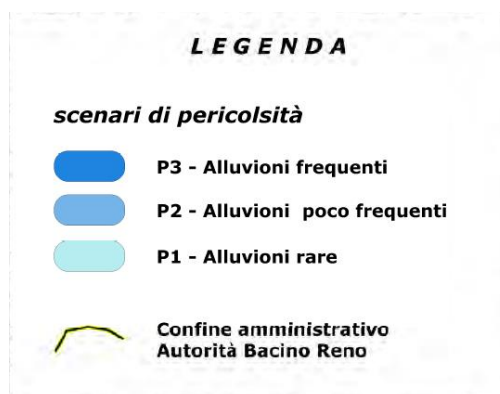 LEGENDA
scenari di pericolsità
P3 - Alluvioni frequenti
P2 - Alluvioni poco frequenti
P1 - Alluvioni rare
Confine amministrativo
Autorità Bacino Reno